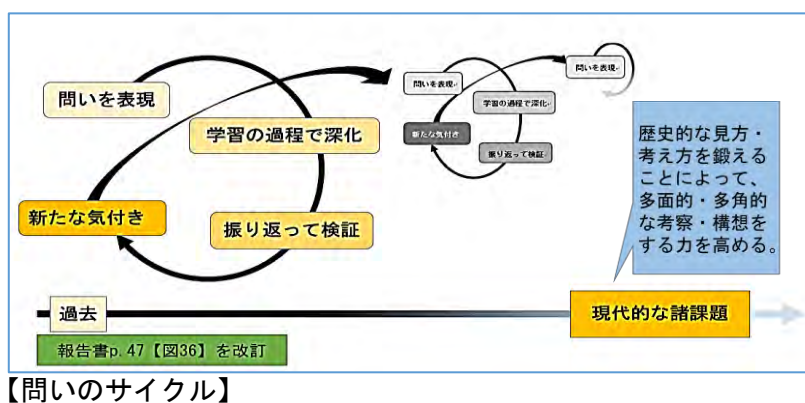 問いを表現
学習の過程で深化
新たな気付き
振り返って検証
問いを表現
学習の過程で深化
新たな気付き
振り返って検証
問いを表現
歴史的な見方・
考え方を鍛える
ことによって、
多面的・多角的
な考察・構想を
する力を高める。
過去
現代的な諸課題
報告書p.47【図36】を改訂
【問いのサイクル】